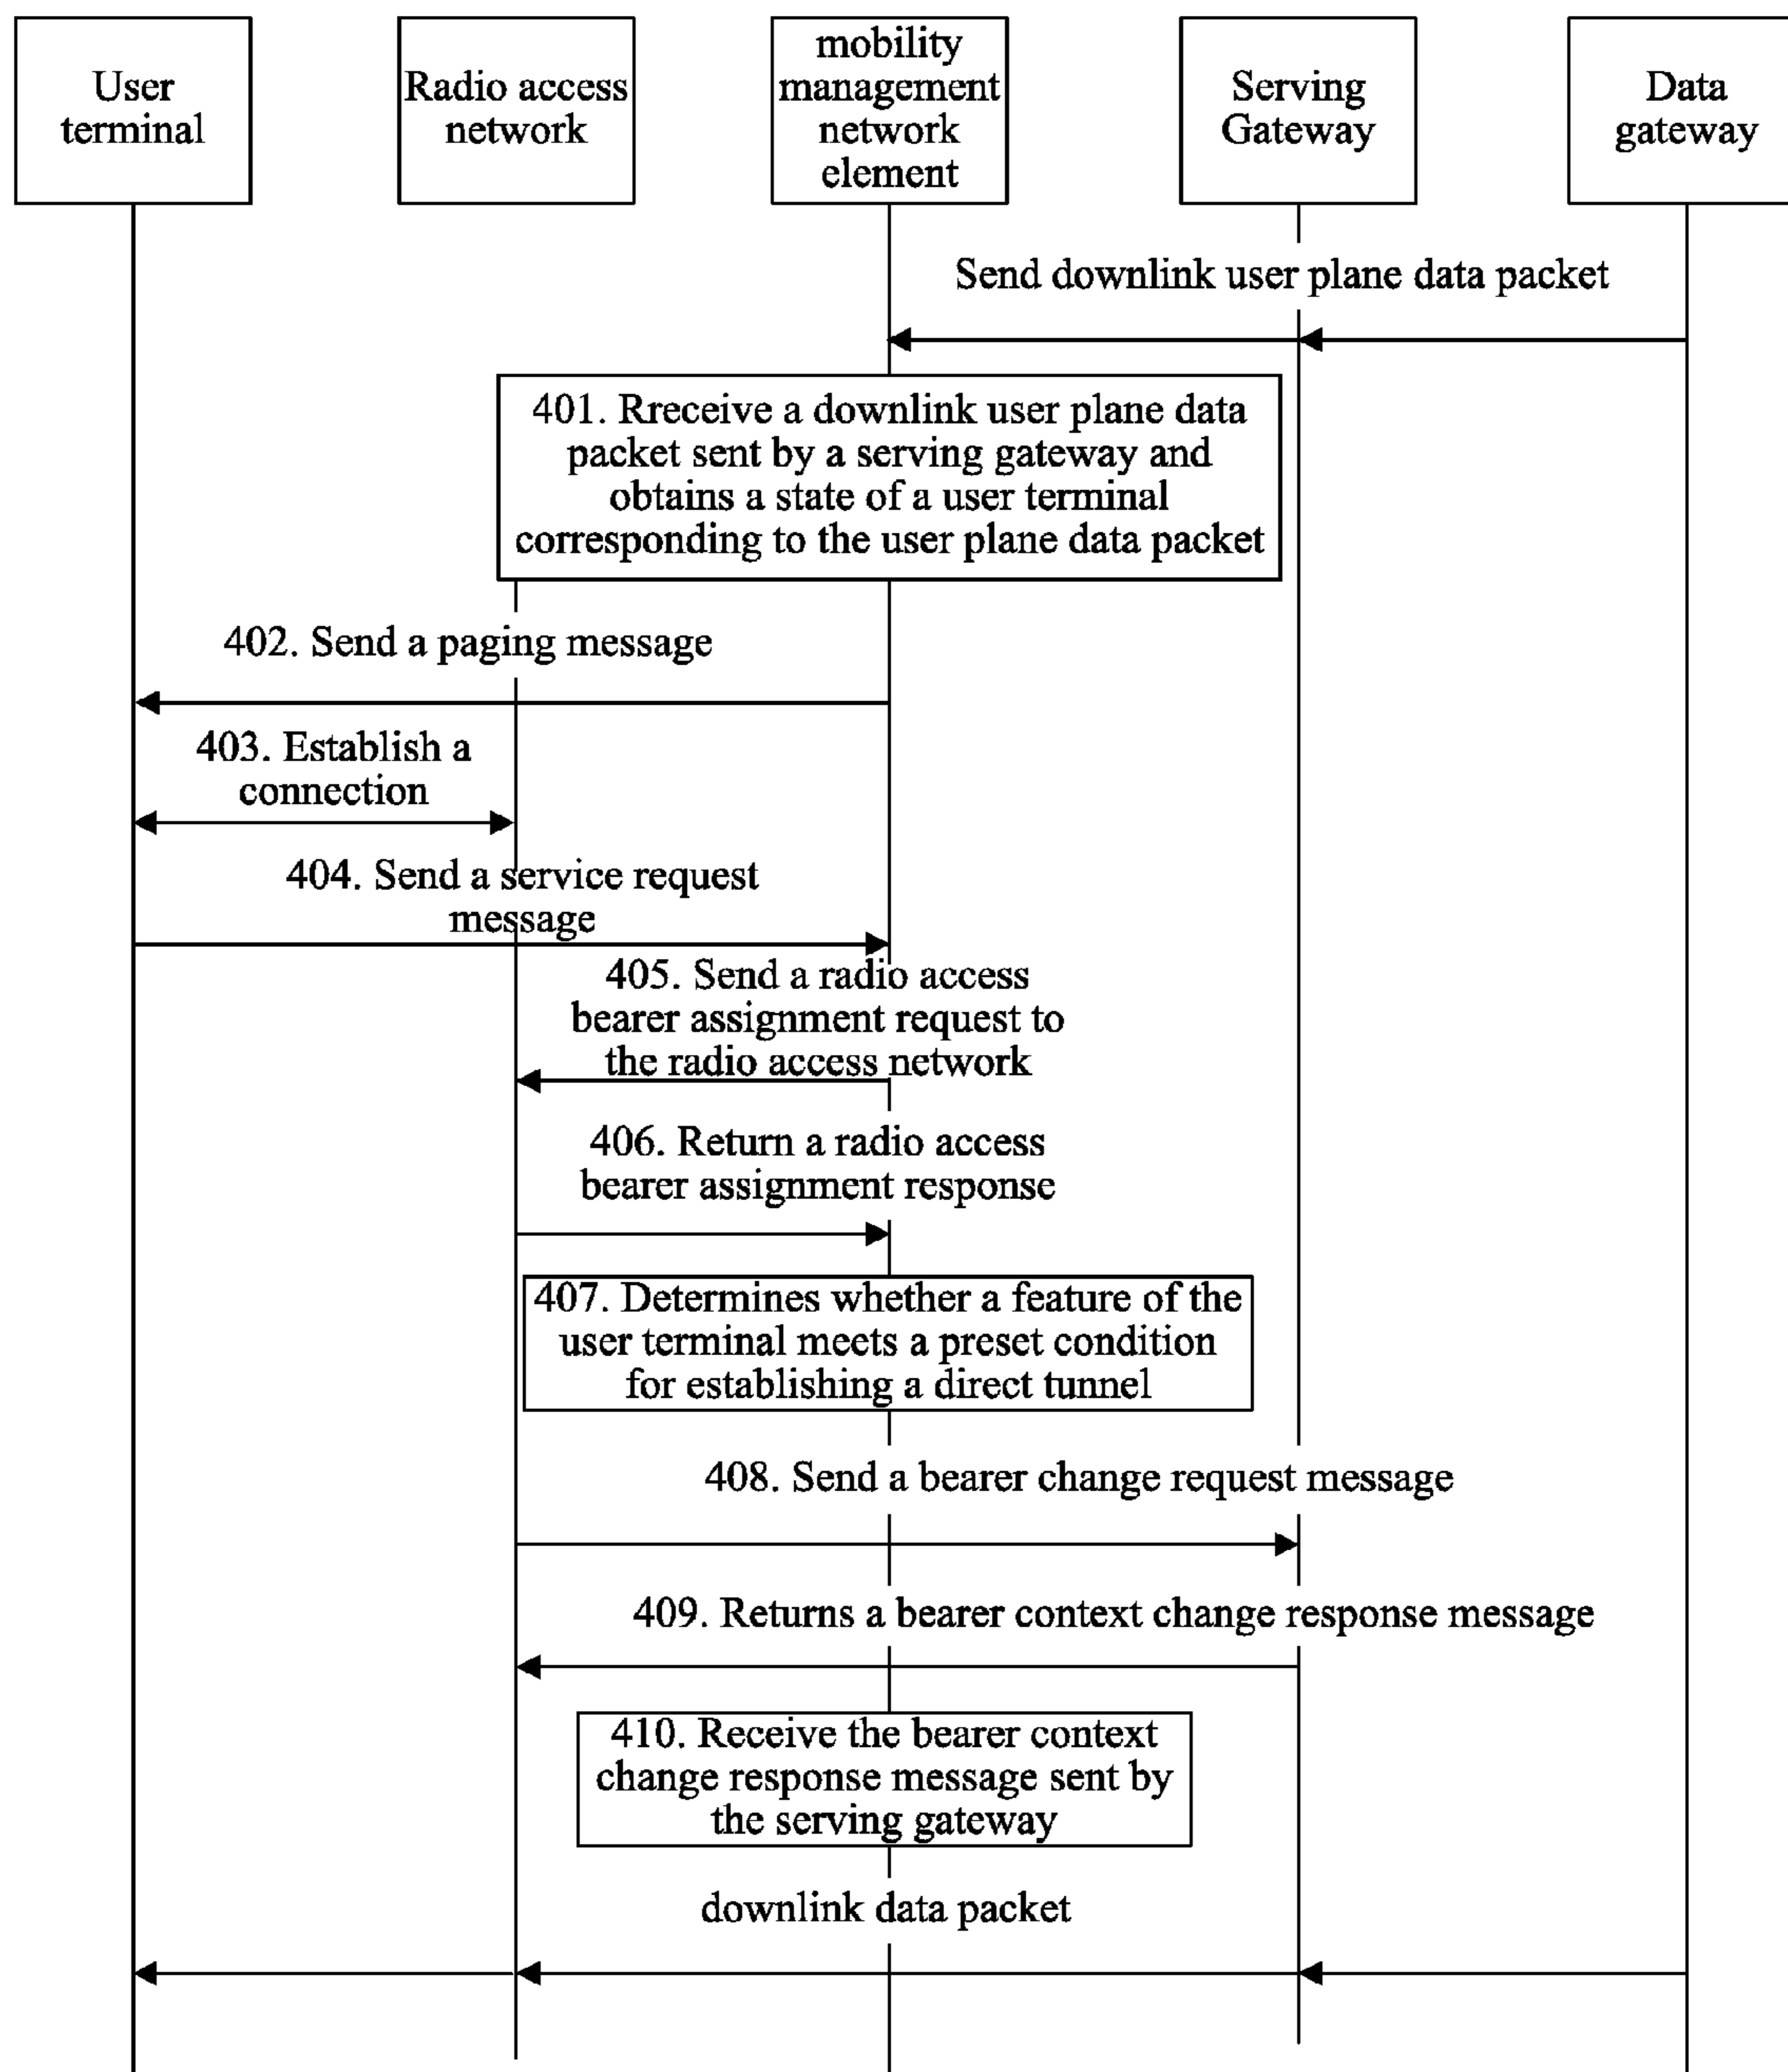 User
terminal
Radio access
network
mobility
management
network
element
Serving
Gateway
Data
gateway
Send downlink user plane data packet
401. Rreceive a downlink user plane data
packet sent by a serving gateway and
obtains a state of a user terminal
corresponding to the user plane data packet
402. Send a paging message
403. Establish a
connection
404. Send a service request
message
405. Send a radio access
bearer assignment request to
the radio access network
406. Return a radio access
bearer assignment response
407. Determines whether a feature of the
user terminal meets a preset condition
for establishing a direct tunnel
408. Send a bearer change request message
409. Returns a bearer context change response message
410. Receive the bearer context
change response message sent by
the serving gateway
downlink data packet